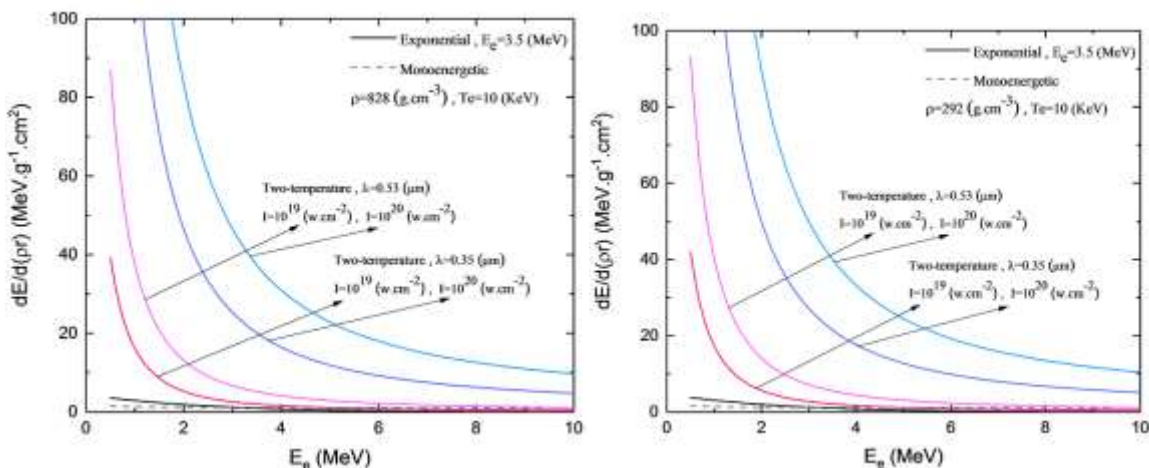 100
80
60
40
20
0
dE/d(ρr) (MeV.g⁻¹.cm²)
Exponential , E_e=3.5 (MeV)
Monoenergetic
ρ=828 (g.cm⁻³) , Te=10 (KeV)
Two-temperature , λ=0.53 (μm)
I=10¹⁹ (w.cm⁻²) , I=10²⁰ (w.cm⁻²)
Two-temperature , λ=0.35 (μm)
I=10¹⁹ (w.cm⁻²) , I=10²⁰ (w.cm⁻²)
0 2 4 6 8 10
E_e (MeV)
100
80
60
40
20
0
dE/d(ρr) (MeV.g⁻¹.cm²)
Exponential , E_e=3.5 (MeV)
Monoenergetic
ρ=292 (g.cm⁻³) , Te=10 (KeV)
Two-temperature , λ=0.53 (μm)
I=10¹⁹ (w.cm⁻²) , I=10²⁰ (w.cm⁻²)
Two-temperature , λ=0.35 (μm)
I=10¹⁹ (w.cm⁻²) , I=10²⁰ (w.cm⁻²)
0 2 4 6 8 10
E_e (MeV)